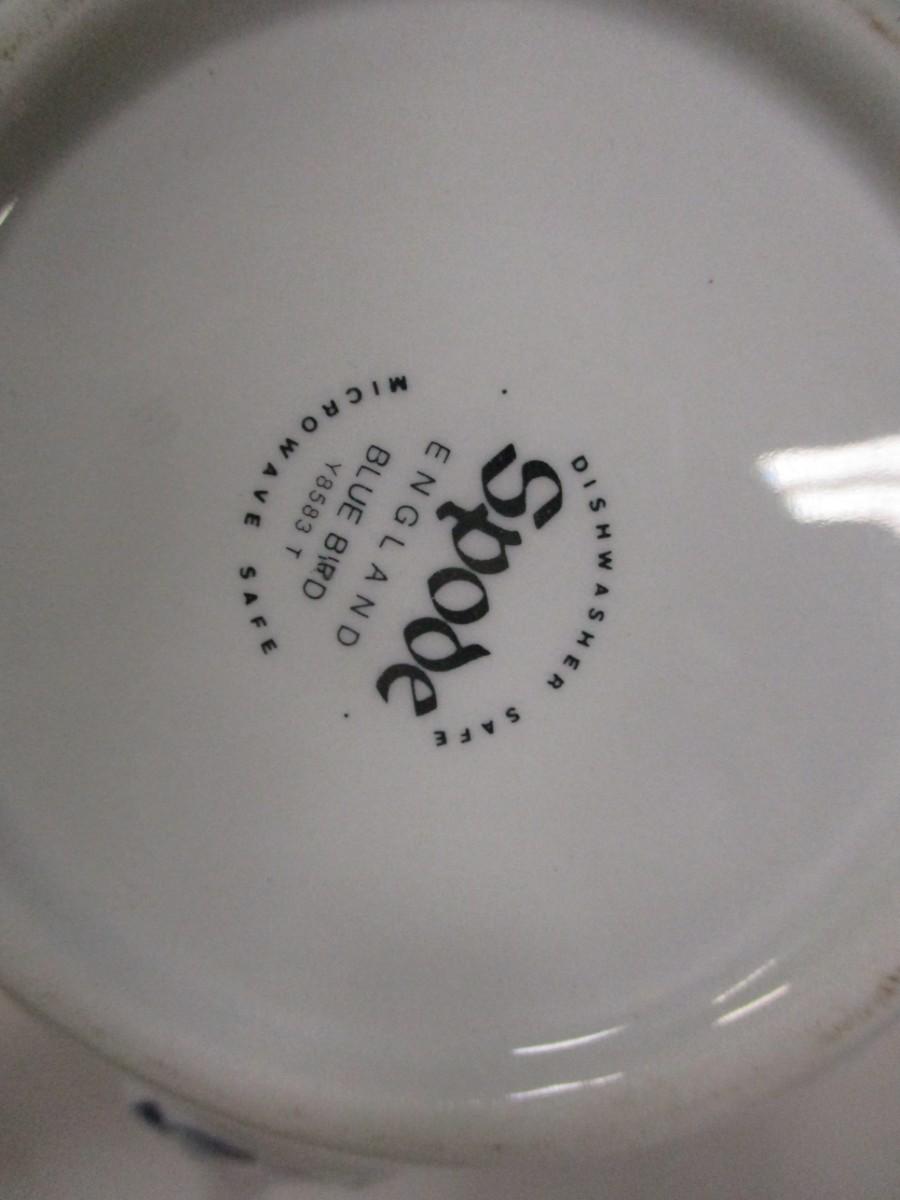 DISHWASHER SAFE
Spode
ENGLAND
BLUE BIRD
Y8583 T
MICROWAVE SAFE